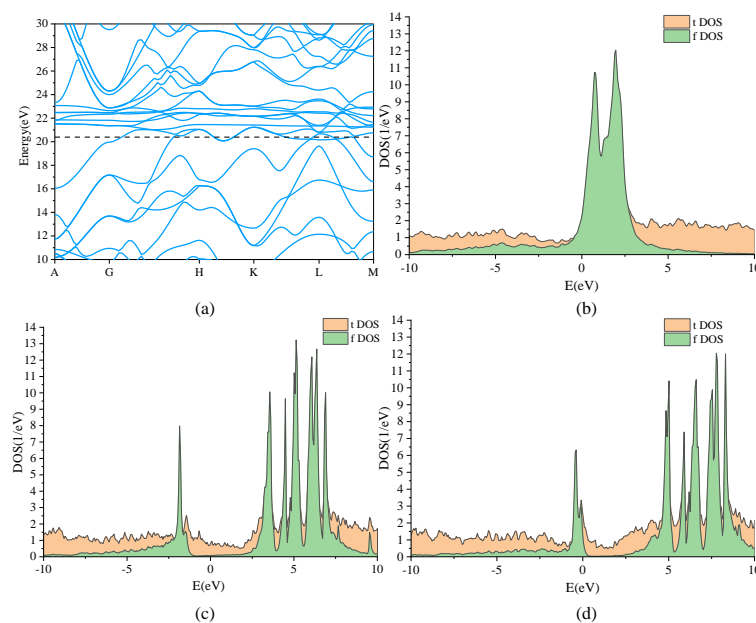 30
28
26
24
22
20
18
16
14
12
10
Energy(eV)
A G H K L M
(a)
14
13
12
11
10
9
8
7
6
5
4
3
2
1
0
DOS(1/eV)
t DOS
f DOS
-10 -5 0 5 10
E(eV)
(b)
14
13
12
11
10
9
8
7
6
5
4
3
2
1
0
DOS(1/eV)
t DOS
f DOS
-10 -5 0 5 10
E(eV)
(c)
14
13
12
11
10
9
8
7
6
5
4
3
2
1
0
DOS(1/eV)
t DOS
f DOS
-10 -5 0 5 10
E(eV)
(d)